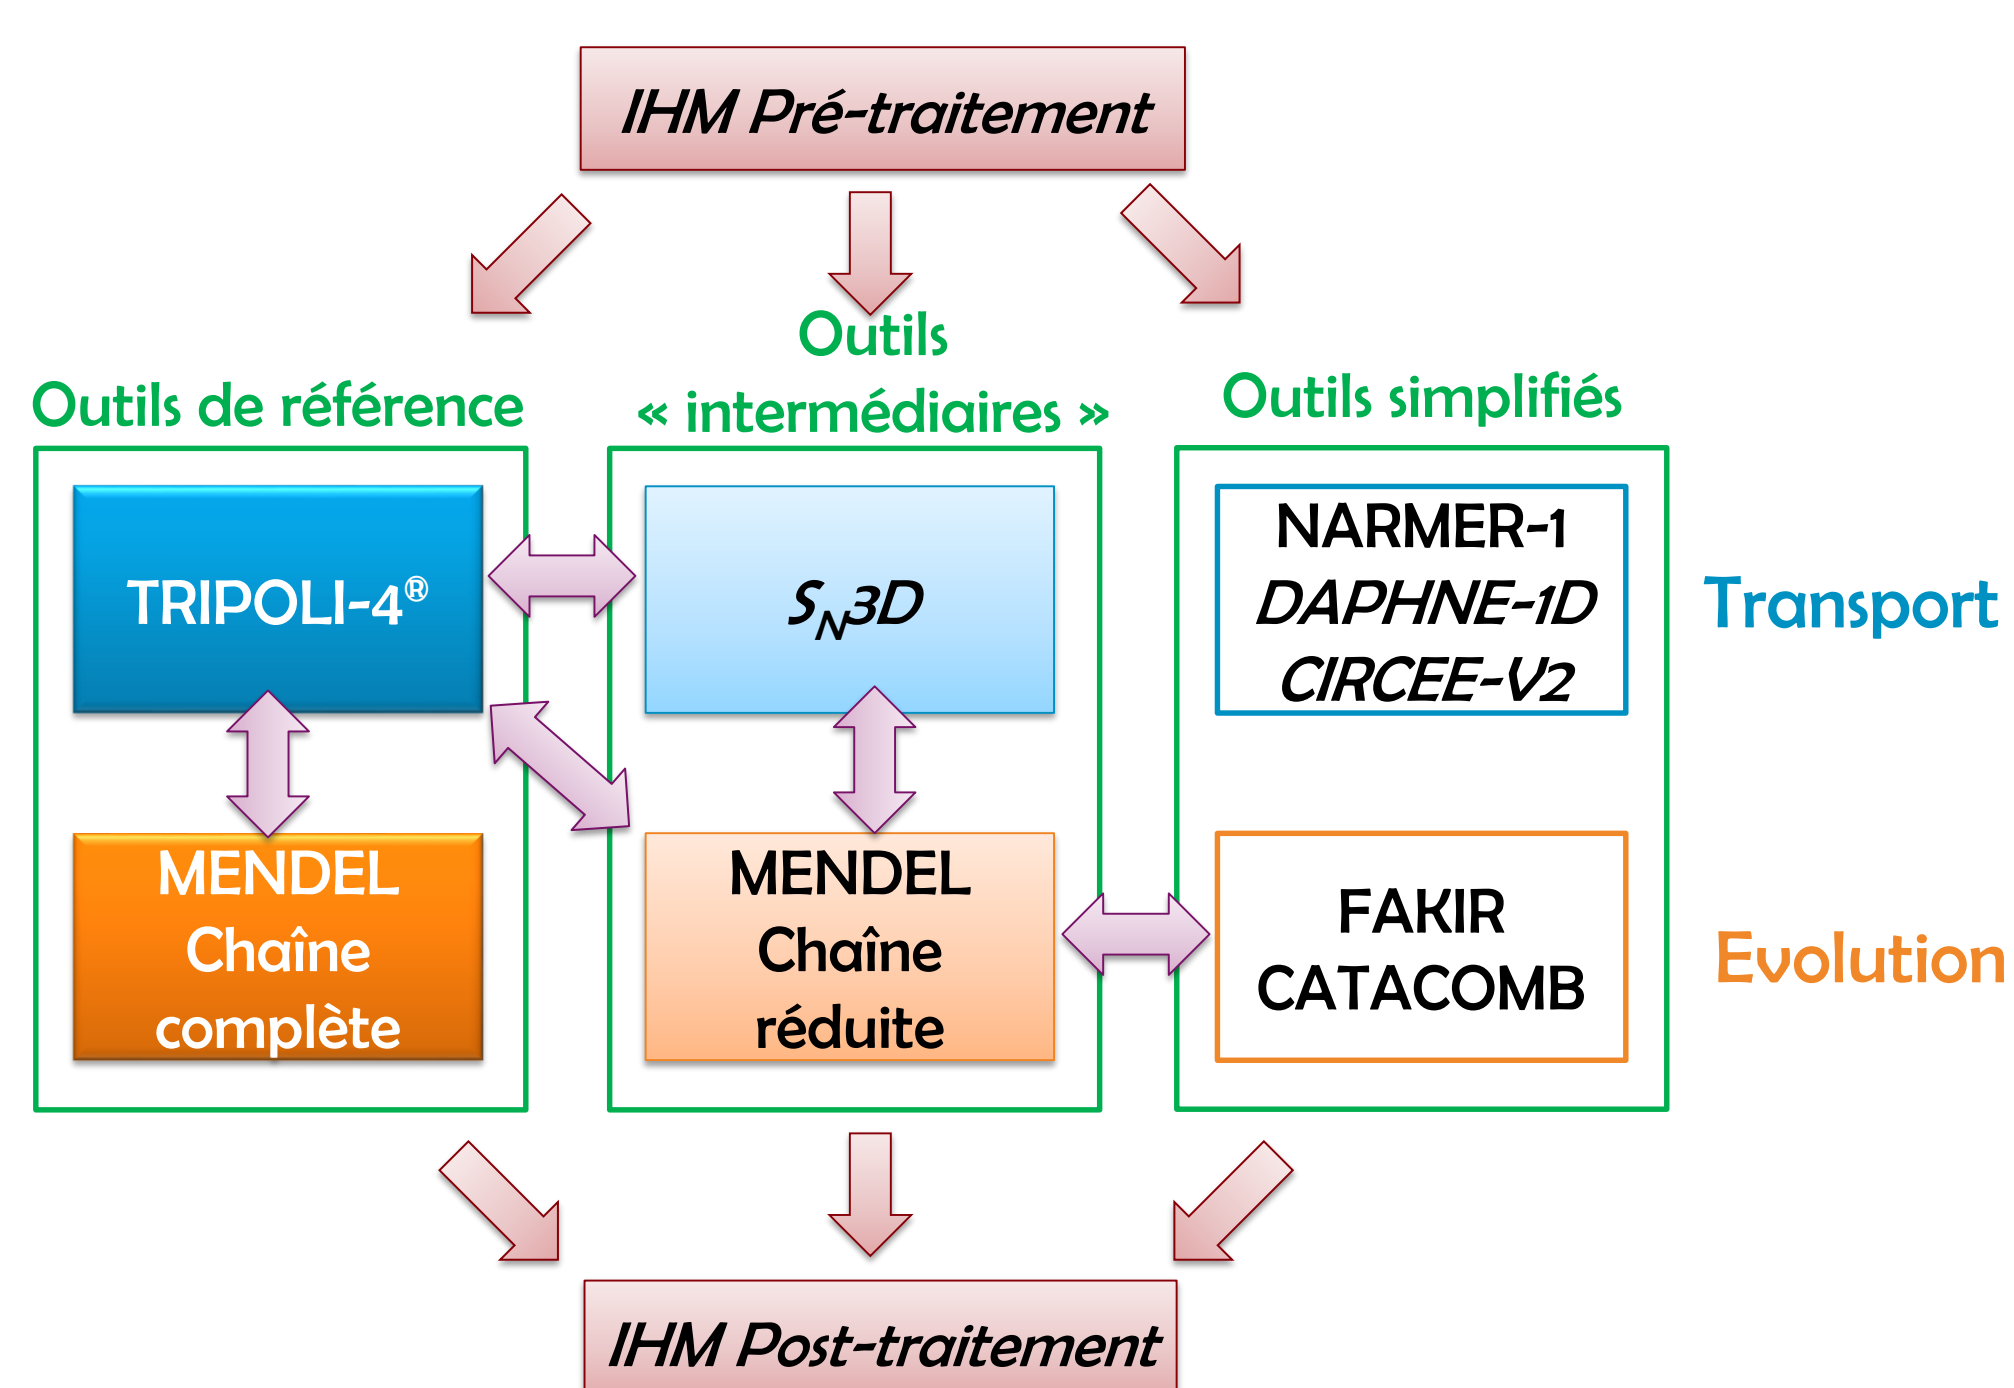 IHM Pré-traitement
Outils de référence
Outils
« intermédiaires »
Outils simplifiés
TRIPOLI-4®
SN3D
NARMER-1
DAPHNE-1D
CIRCEE-V2
Transport
MENDEL
Chaîne
complète
MENDEL
Chaîne
réduite
FAKIR
CATACOMB
Evolution
IHM Post-traitement